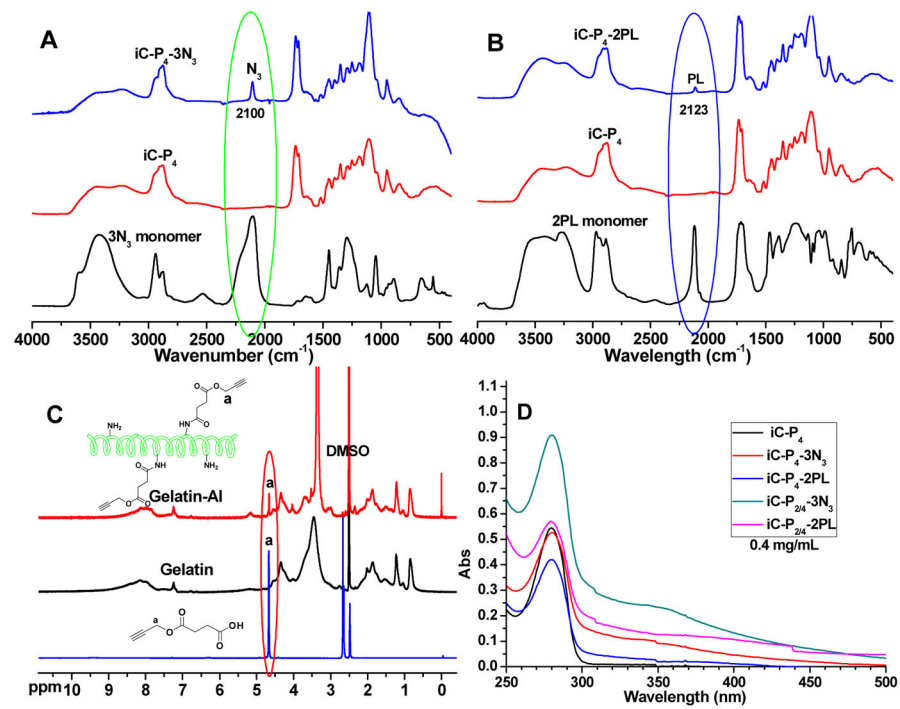 A
iC-P4-3N3
N3
2100
iC-P4
3N3 monomer
4000 3500 3000 2500 2000 1500 1000 500
Wavenumber (cm-1)
B
iC-P4-2PL
PL
2123
iC-P4
2PL monomer
4000 3500 3000 2500 2000 1500 1000 500
Wavelength (cm-1)
C
O
O
a
O
NH2
NH
O
NH
NH2
O
O
O
DMSO
Gelatin-Al
a
Gelatin
a
a
O
O
OH
O
ppm 10 8 6 4 2 0
D
1.1
1.0
0.9
0.8
0.7
0.6
0.5
0.4
0.3
0.2
0.1
0.0
Abs
iC-P4
iC-P4-3N3
iC-P4-2PL
iC-P2/4-3N3
iC-P2/4-2PL
0.4 mg/mL
250 300 350 400 450 500
Wavelength (nm)